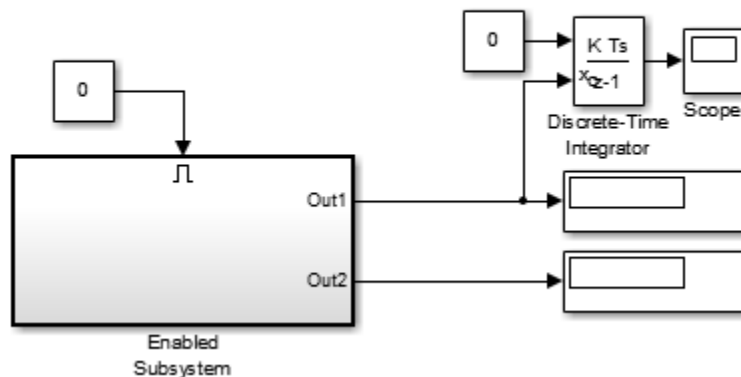 0
K Ts
x₀ z-1
Scope
Discrete-Time
Integrator
0
Out1
Out2
Enabled
Subsystem